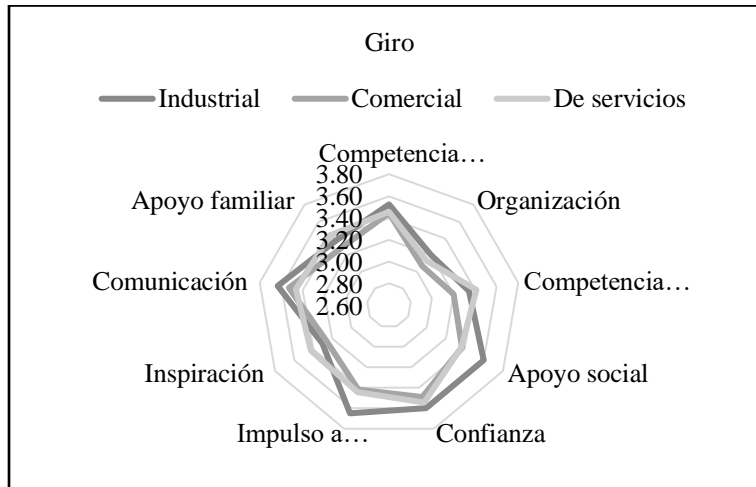 Giro
Industrial Comercial De servicios
Competencia…
3.80
3.60
3.40
3.20
3.00
2.80
2.60
Organización
Competencia…
Apoyo social
Confianza
Impulso a…
Inspiración
Comunicación
Apoyo familiar